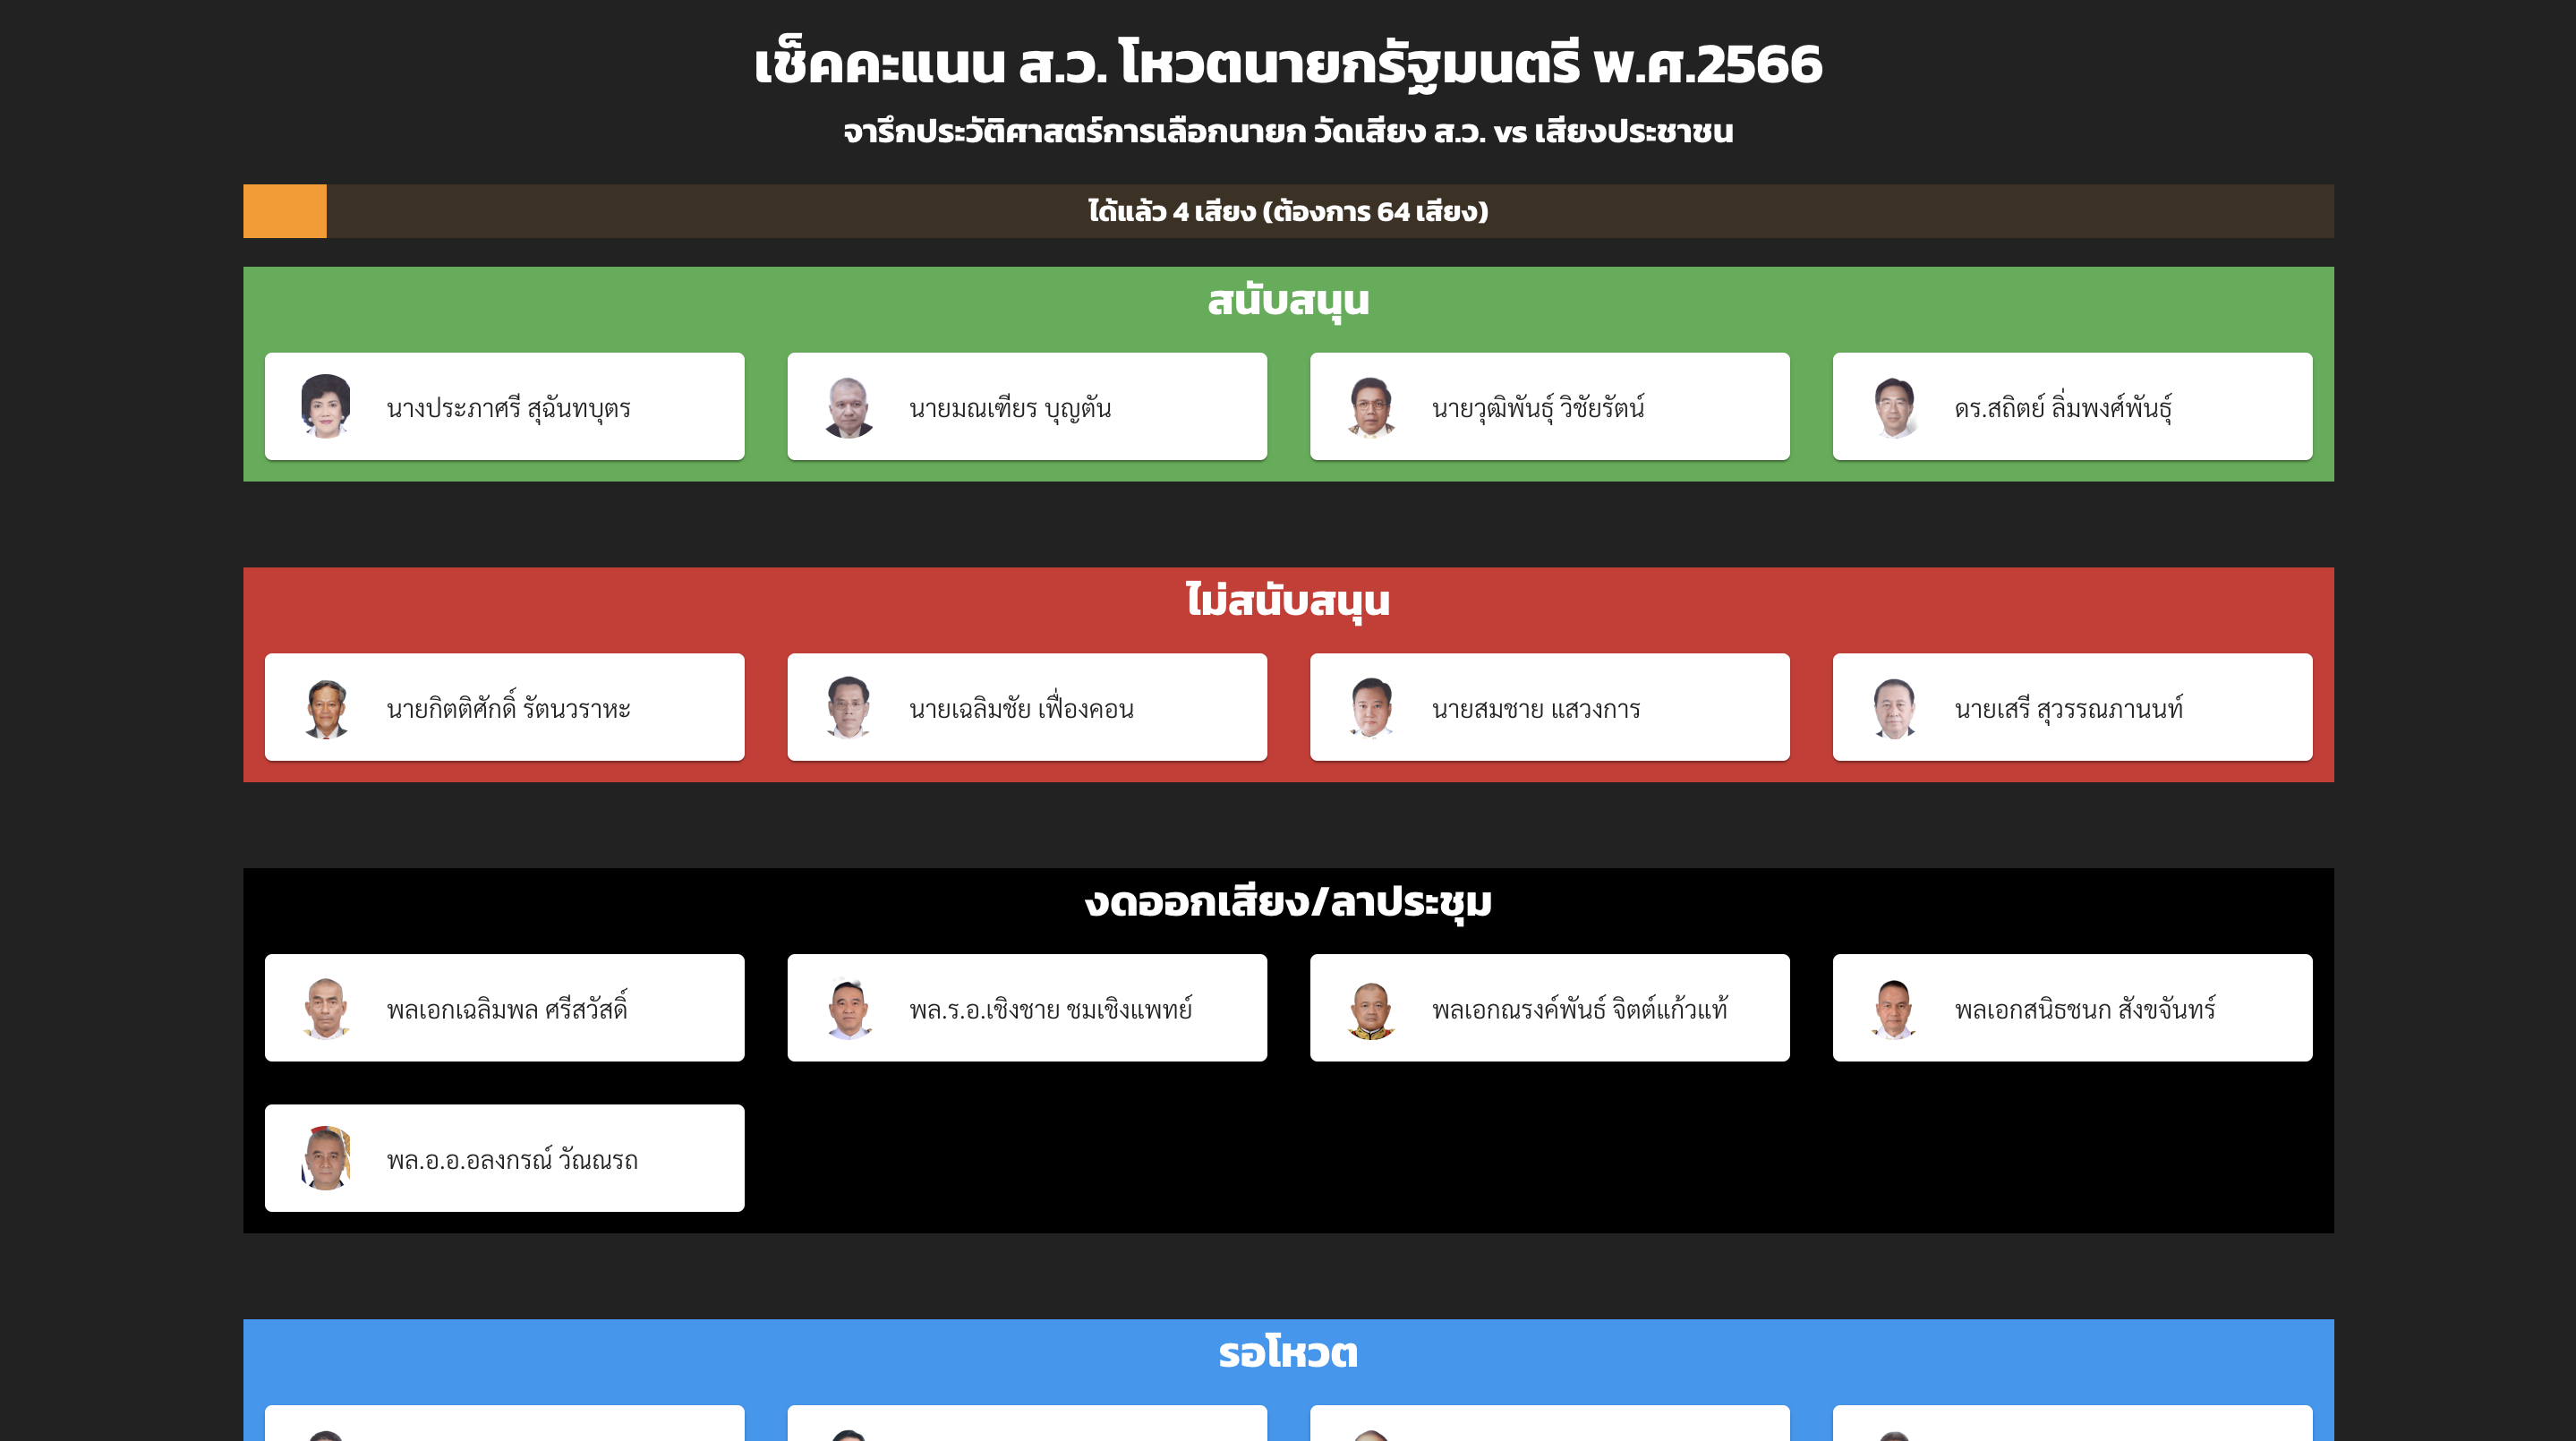 เช็คคะแนน ส.ว. โหวตนายกรัฐมนตรี พ.ศ.2566
จารึกประวัติศาสตร์การเลือกนายก วัดเสียง ส.ว. vs เสียงประชาชน
ได้แล้ว 4 เสียง (ต้องการ 64 เสียง)
สนับสนุน
นางประภาศรี สุฉันทบุตร
นายมณเฑียร บุญตัน
นายวุฒิพันธุ์ วิชัยรัตน์
ดร.สถิตย์ ลิ่มพงศ์พันธุ์
ไม่สนับสนุน
นายกิตติศักดิ์ รัตนวราหะ
นายเฉลิมชัย เฟื่องคอน
นายสมชาย แสวงการ
นายเสรี สุวรรณภานนท์
งดออกเสียง/ลาประชุม
พลเอกเฉลิมพล ศรีสวัสดิ์
พล.ร.อ.เชิงชาย ชมเชิงแพทย์
พลเอกณรงค์พันธ์ จิตต์แก้วแท้
พลเอกสนิธชนก สังขจันทร์
พล.อ.อ.อลงกรณ์ วัณณรถ
รอโหวต